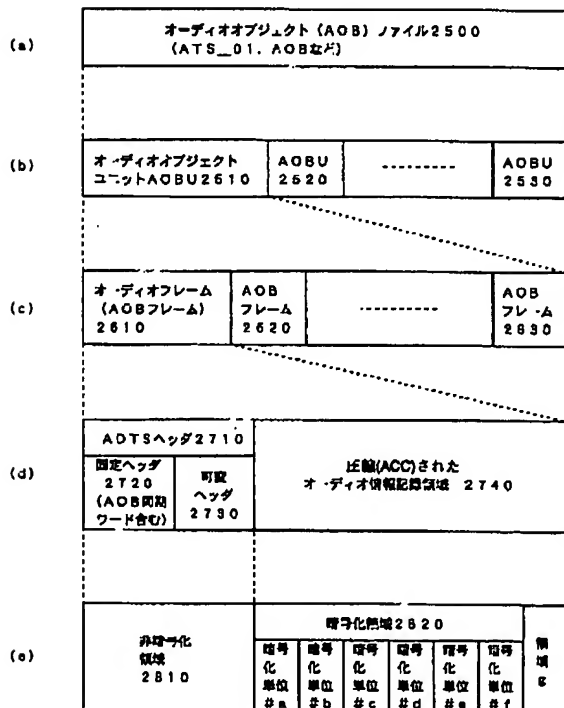 (a)
オーディオオブジェクト（AOB）ファイル2500
（ATS__01．AOBなど）
(b)
オーディオオブジェクト
ユニットAOBU2510
AOBU
2520
AOBU
2530
(c)
オーディオフレーム
（AOBフレーム）
2610
AOB
フレーム
2620
AOB
フレーム
2630
(d)
ADTSヘッダ2710
固定ヘッダ
2720
（AOB同期
ワード含む）
可変
ヘッダ
2730
圧縮(ACC)された
オーディオ情報記録領域 2740
(e)
非暗号化
領域
2810
暗号化領域2820
暗号
化
単位
#a
暗号
化
単位
#b
暗号
化
単位
#c
暗号
化
単位
#d
暗号
化
単位
#e
暗号
化
単位
#f
領
域
g